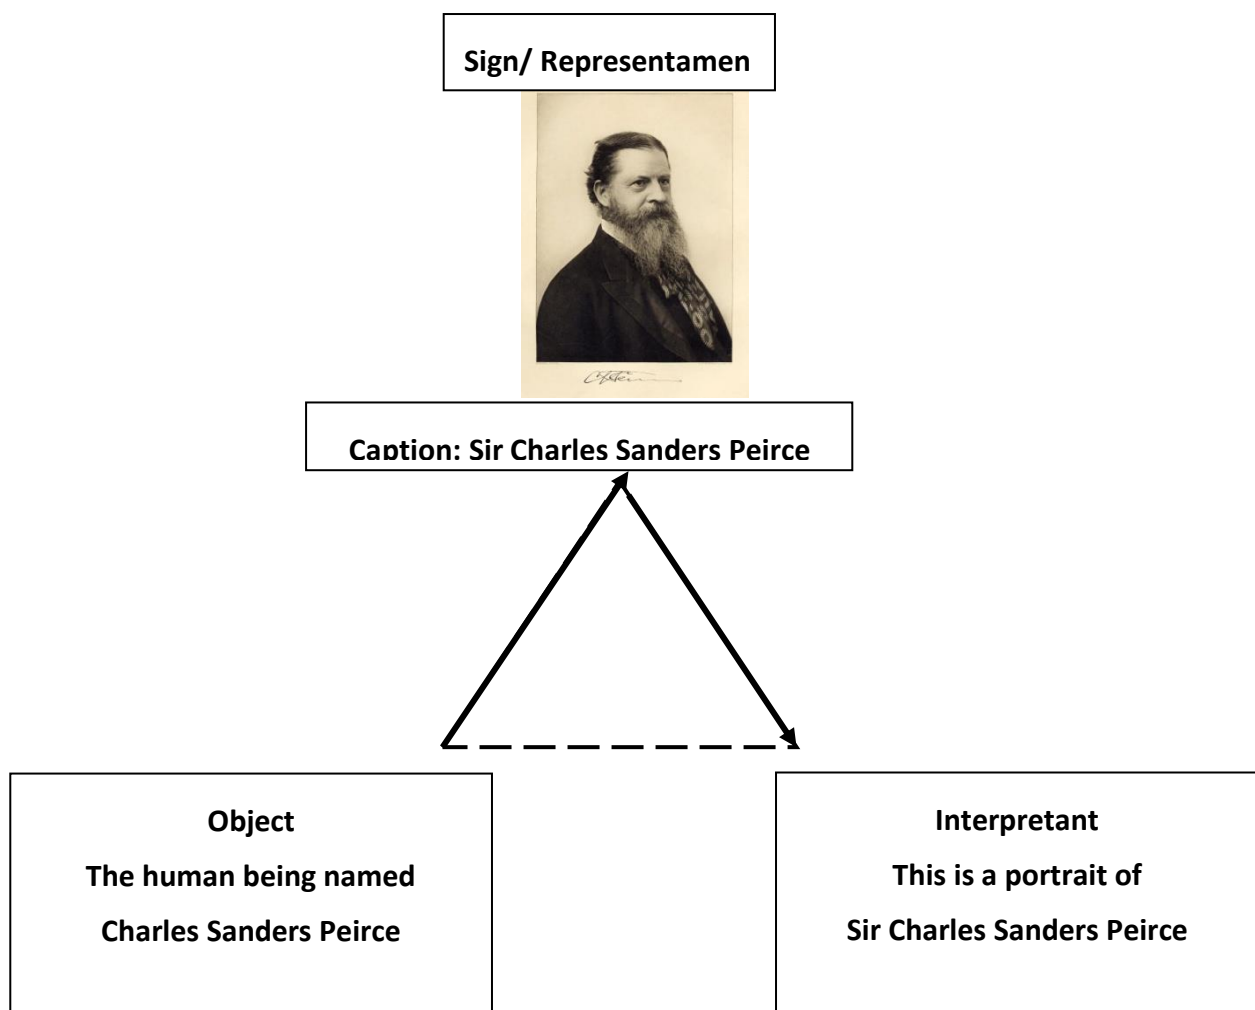 Sign/ Representamen
Caption: Sir Charles Sanders Peirce
Object
The human being named
Charles Sanders Peirce
Interpretant
This is a portrait of
Sir Charles Sanders Peirce